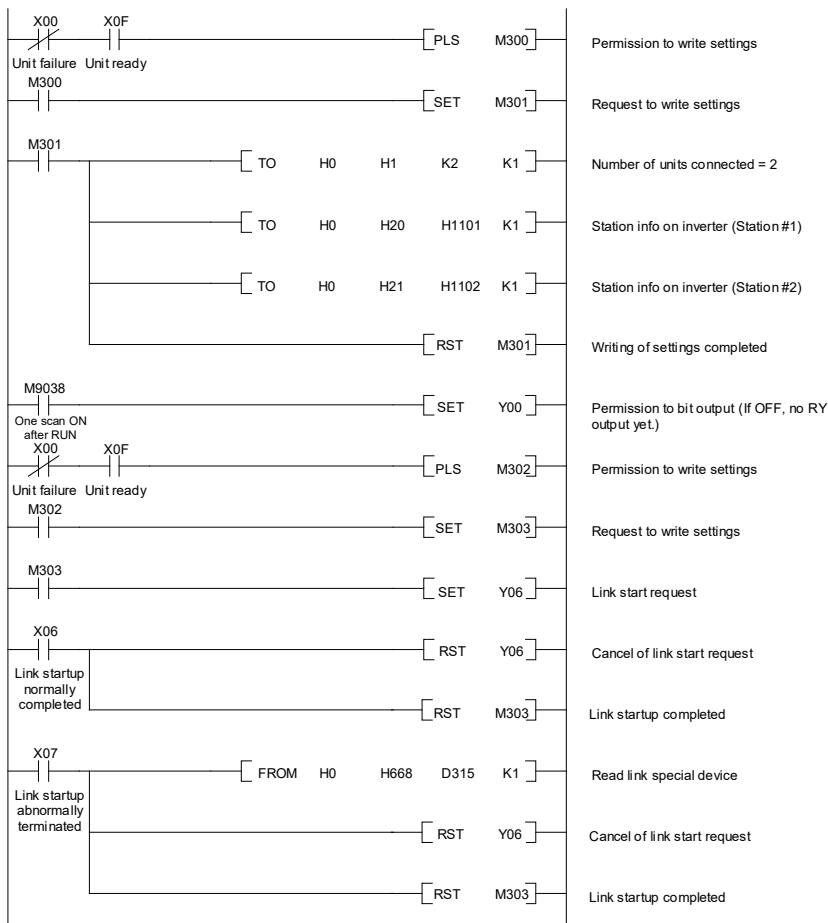 X00 X0F
PLS M300 Permission to write settings
Unit failure Unit ready
M300
SET M301 Request to write settings
M301
TO H0 H1 K2 K1 Number of units connected = 2
TO H0 H20 H1101 K1 Station info on inverter (Station #1)
TO H0 H21 H1102 K1 Station info on inverter (Station #2)
RST M301 Writing of settings completed
M9038
SET Y00 Permission to bit output (If OFF, no RY
output yet.)
One scan ON
after RUN
X00 X0F
PLS M302 Permission to write settings
Unit failure Unit ready
M302
SET M303 Request to write settings
M303
SET Y06 Link start request
X06
RST Y06 Cancel of link start request
Link startup
normally
completed
RST M303 Link startup completed
X07
FROM H0 H668 D315 K1 Read link special device
Link startup
abnormally
terminated
RST Y06 Cancel of link start request
RST M303 Link startup completed